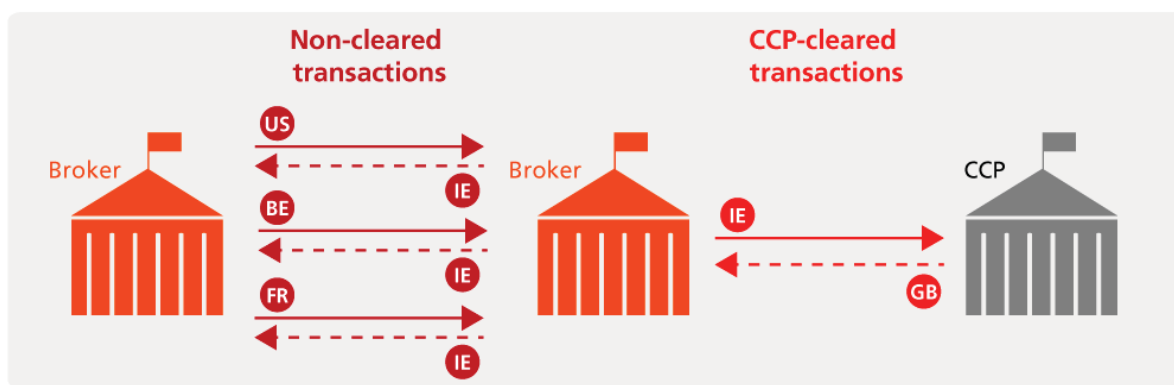 Non-cleared
transactions
CCP-cleared
transactions
US
Broker
Broker
CCP
IE
BE
IE
IE
FR
GB
IE